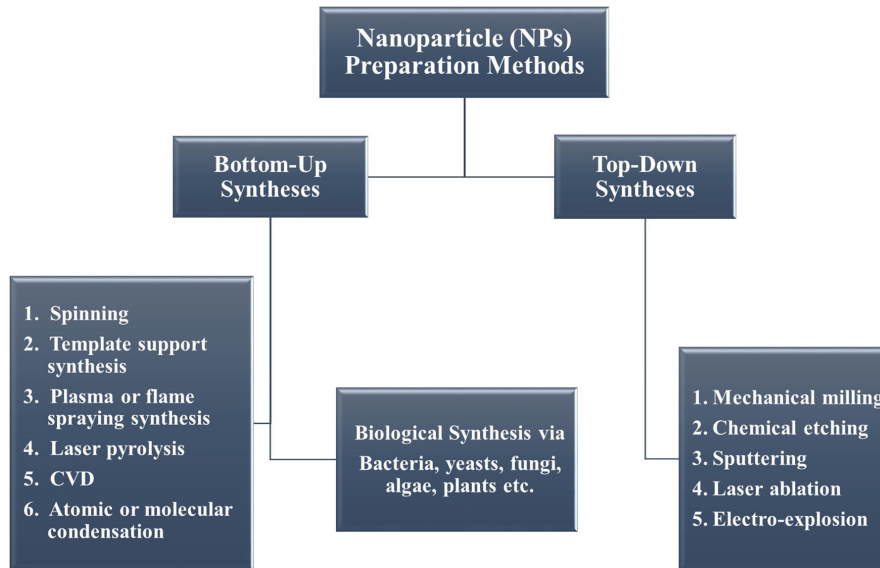 Nanoparticle (NPs)
Preparation Methods
Bottom-Up
Syntheses
Top-Down
Syntheses
1. Spinning
2. Template support
synthesis
3. Plasma or flame
spraying synthesis
4. Laser pyrolysis
5. CVD
6. Atomic or molecular
condensation
Biological Synthesis via
Bacteria, yeasts, fungi,
algae, plants etc.
1. Mechanical milling
2. Chemical etching
3. Sputtering
4. Laser ablation
5. Electro-explosion